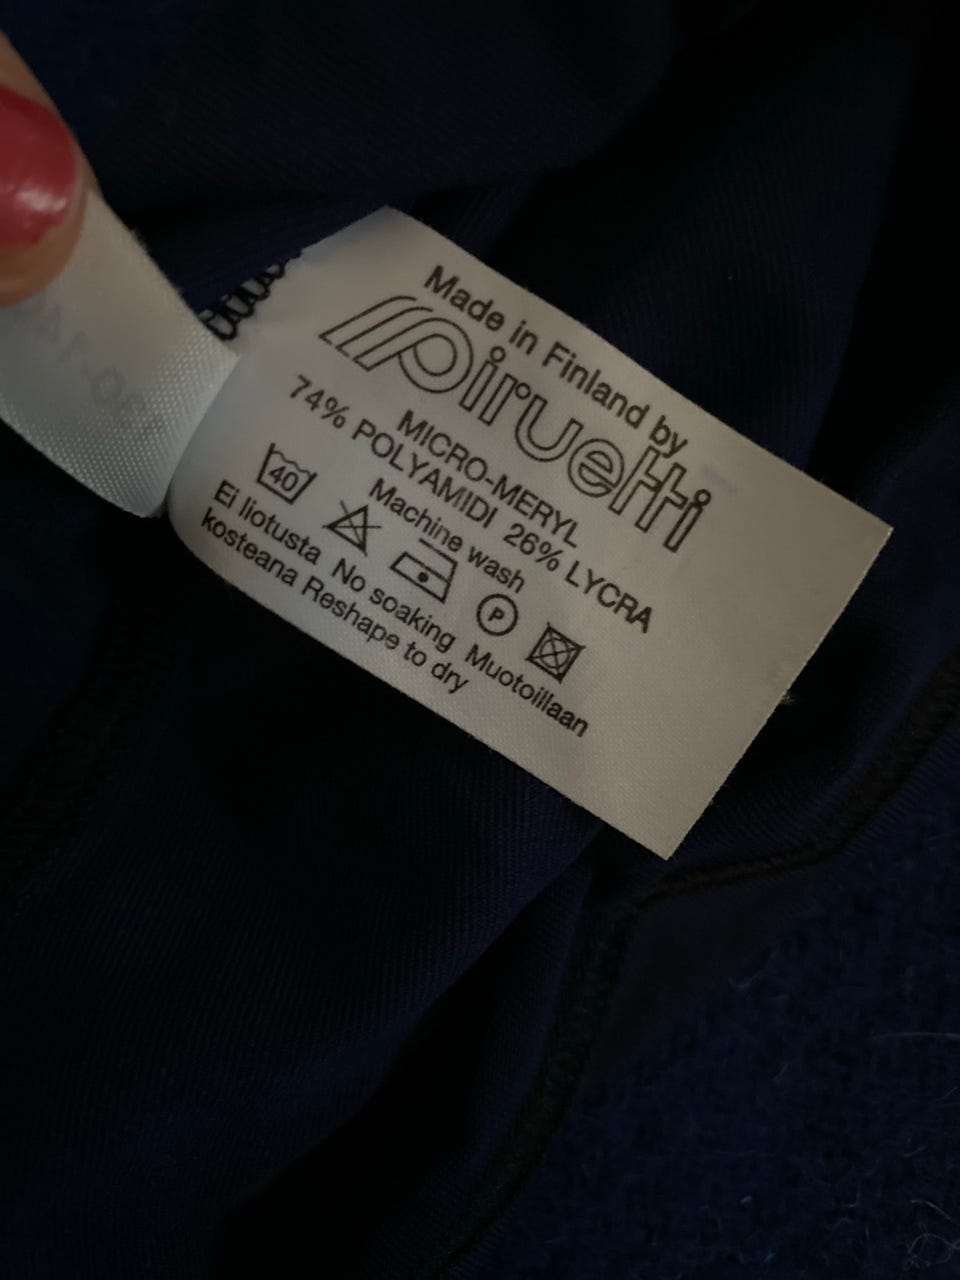 Made in Finland by
piruetti
MICRO-MERYL
74% POLYAMIDI 26% LYCRA
Machine wash
40
P
Ei liotusta No soaking Muotoillaan
kosteana Reshape to dry